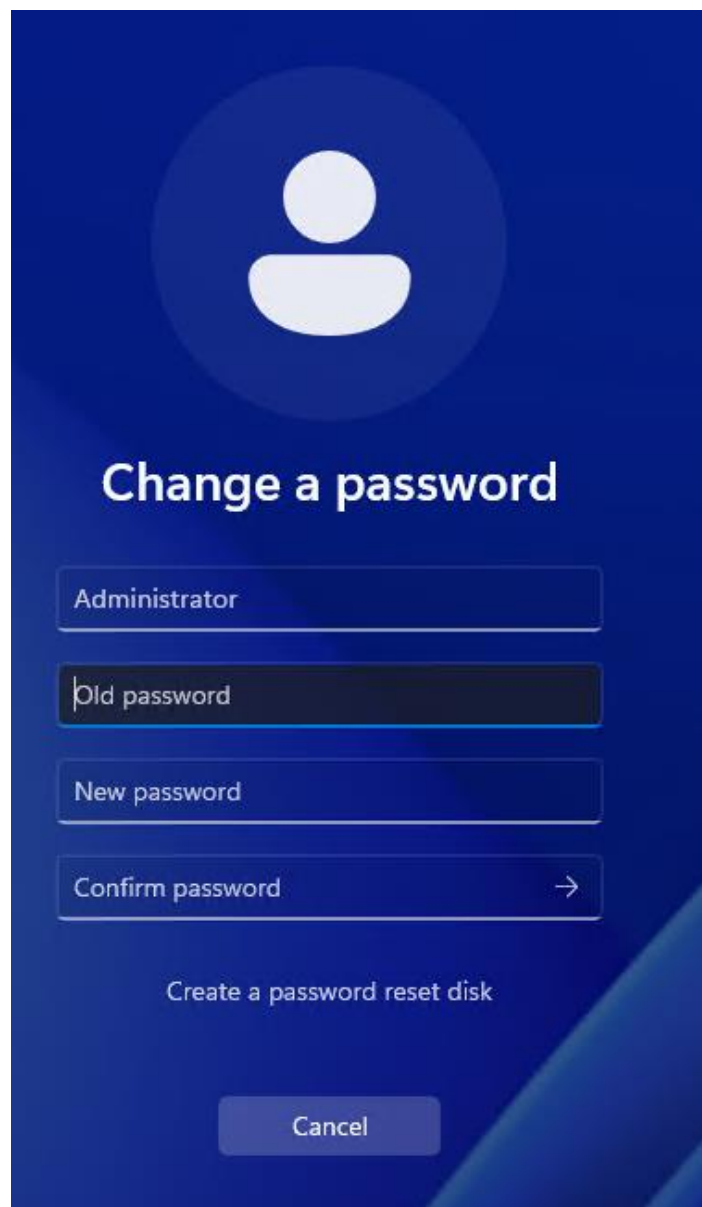 Change a password
Administrator
Old password
New password
Confirm password
Create a password reset disk
Cancel